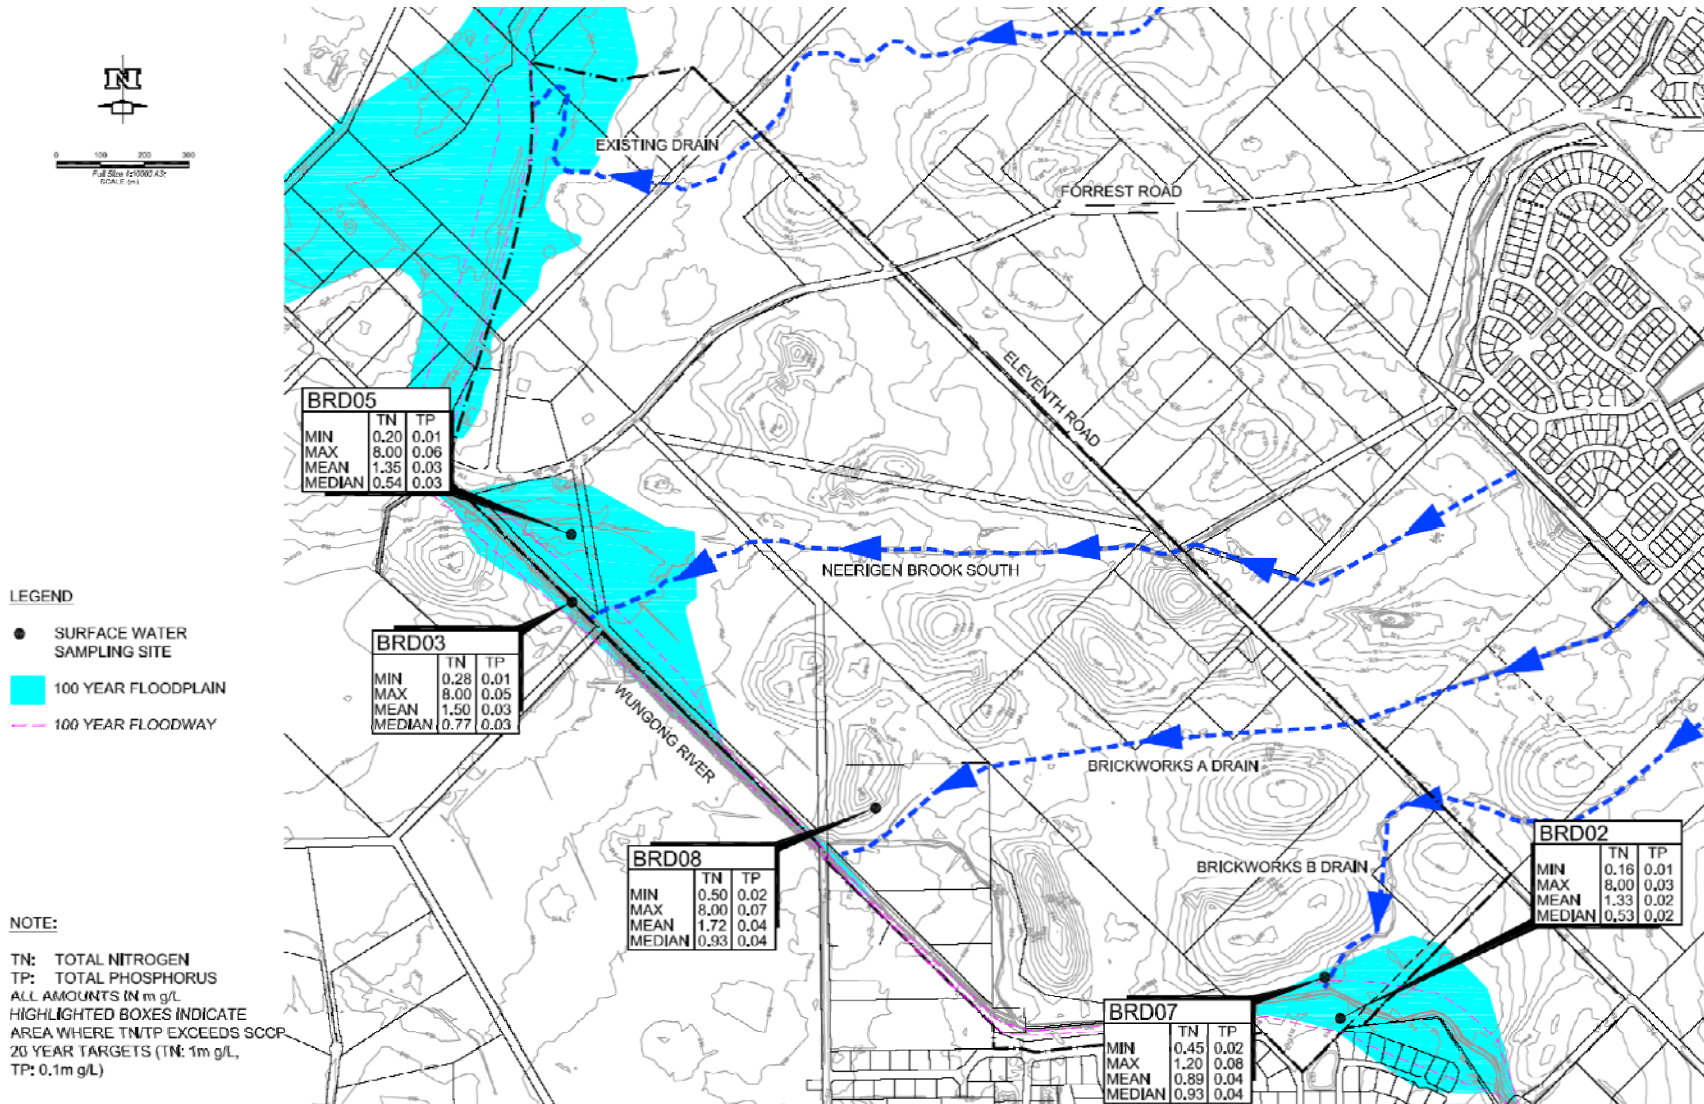 N
0 100 200 300
Full Size (1:10000 A3)
SCALE (m)
EXISTING DRAIN
FORREST ROAD
ELEVENTH ROAD
BRD05
TN TP
MIN 0.20 0.01
MAX 8.00 0.06
MEAN 1.35 0.03
MEDIAN 0.54 0.03
NEERIGEN BROOK SOUTH
LEGEND
SURFACE WATER
SAMPLING SITE
100 YEAR FLOODPLAIN
100 YEAR FLOODWAY
BRD03
TN TP
MIN 0.28 0.01
MAX 8.00 0.05
MEAN 1.50 0.03
MEDIAN 0.77 0.03
WUNGONG RIVER
BRICKWORKS A DRAIN
BRD08
TN TP
MIN 0.50 0.02
MAX 8.00 0.07
MEAN 1.72 0.04
MEDIAN 0.93 0.04
BRICKWORKS B DRAIN
BRD02
TN TP
MIN 0.16 0.01
MAX 8.00 0.03
MEAN 1.33 0.02
MEDIAN 0.53 0.02
BRD07
TN TP
MIN 0.45 0.02
MAX 1.20 0.08
MEAN 0.89 0.04
MEDIAN 0.93 0.04
NOTE:
TN: TOTAL NITROGEN
TP: TOTAL PHOSPHORUS
ALL AMOUNTS IN m g/L
HIGHLIGHTED BOXES INDICATE
AREA WHERE TN/TP EXCEEDS SCCP
20 YEAR TARGETS (TN: 1m g/L,
TP: 0.1m g/L)